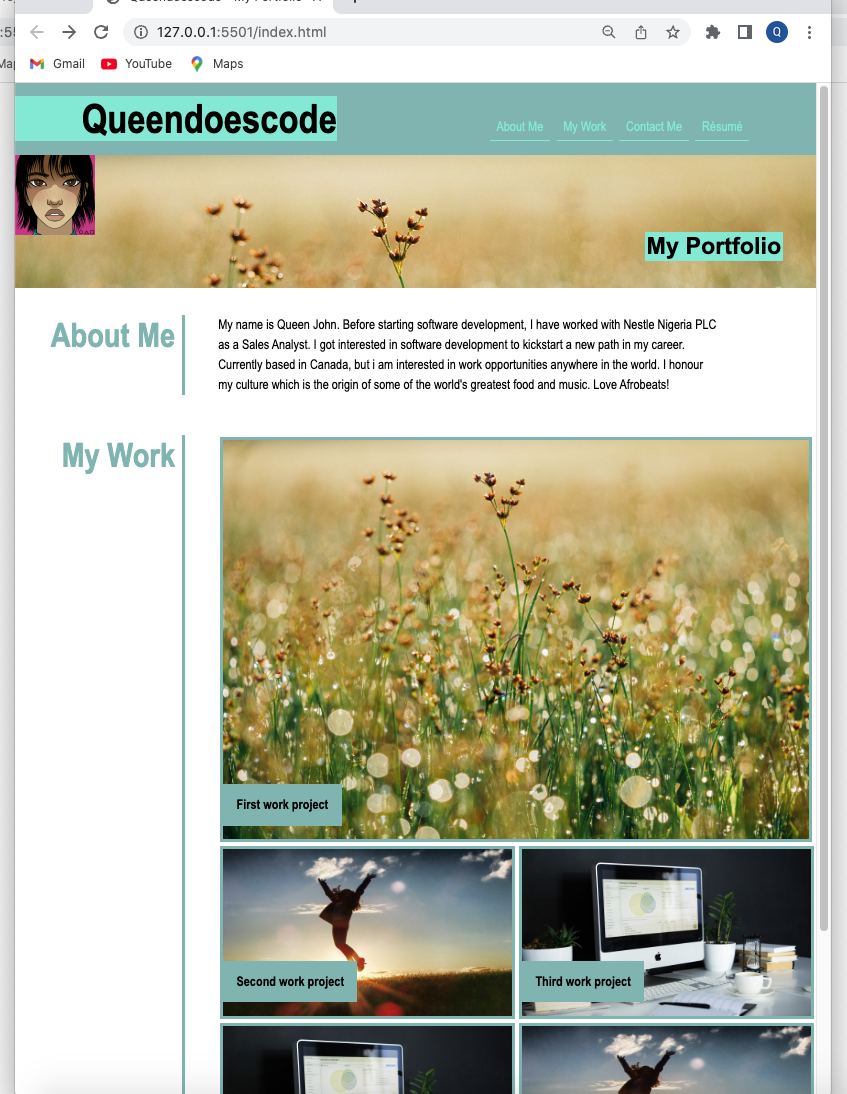 127.0.0.1:5501/index.html
Q
Gmail YouTube Maps
Queendoescode
About Me My Work Contact Me Résumé
My Portfolio
About Me
My name is Queen John. Before starting software development, I have worked with Nestle Nigeria PLC
as a Sales Analyst. I got interested in software development to kickstart a new path in my career.
Currently based in Canada, but i am interested in work opportunities anywhere in the world. I honour
my culture which is the origin of some of the world's greatest food and music. Love Afrobeats!
My Work
First work project
Second work project
Third work project